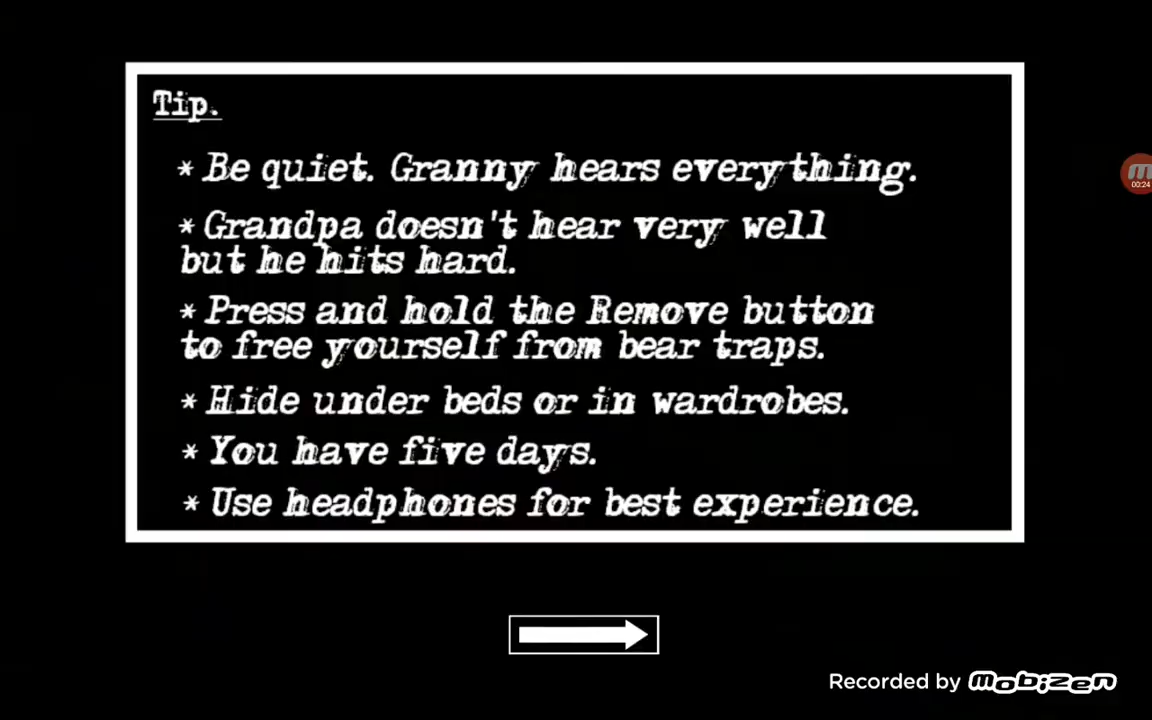 Tip.
* Be quiet. Granny hears everything.
* Grandpa doesn't hear very well
but he hits hard.
* Press and hold the Remove button
to free yourself from bear traps.
* Hide under beds or in wardrobes.
* You have five days.
* Use headphones for best experience.
00:24
Recorded by mobizen